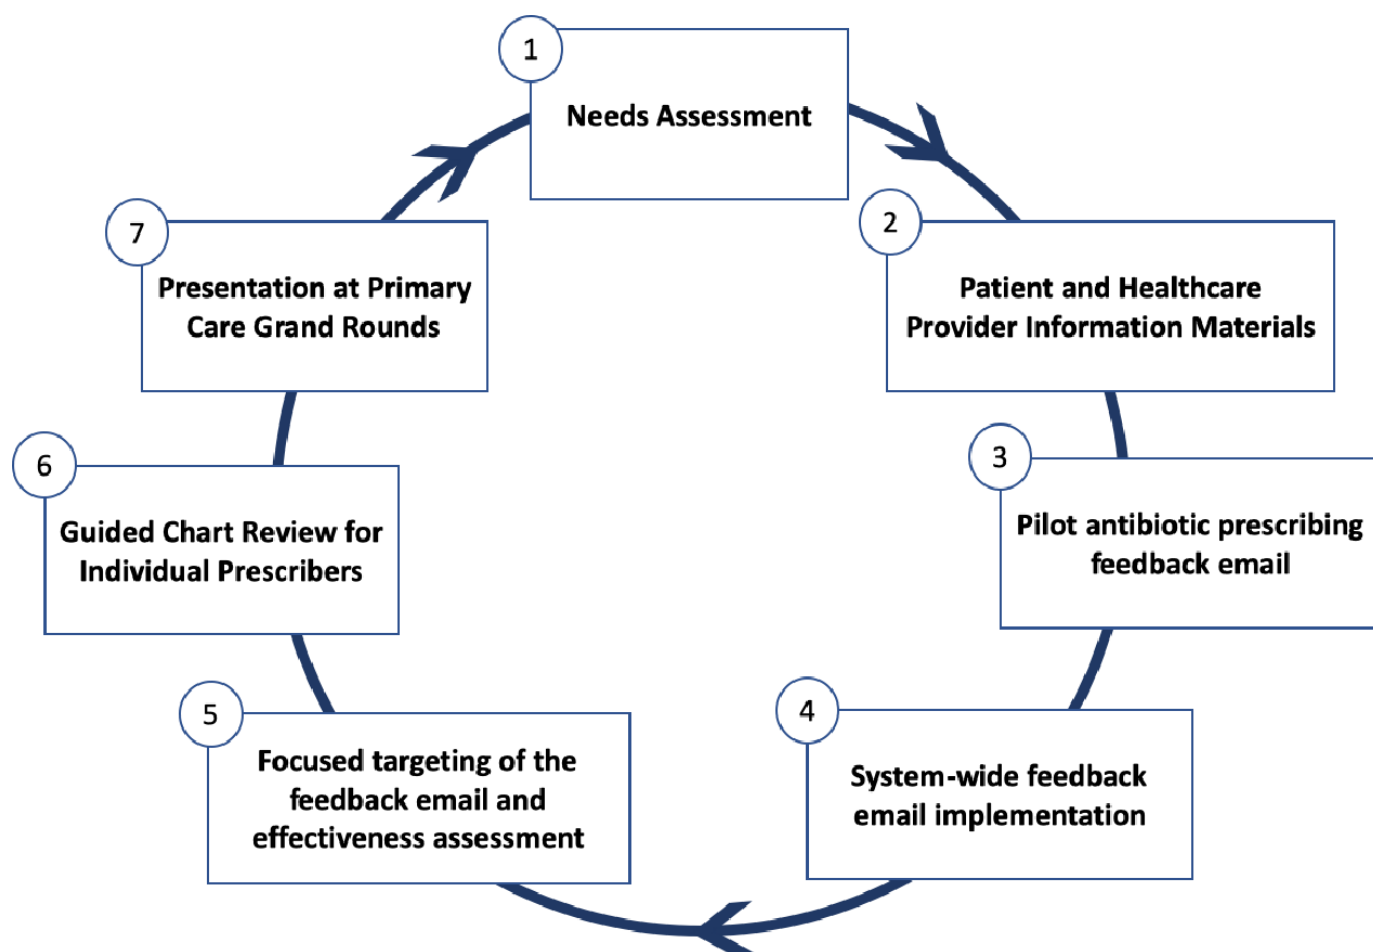 1
Needs Assessment
2
Patient and Healthcare
Provider Information Materials
3
Pilot antibiotic prescribing
feedback email
4
System-wide feedback
email implementation
5
Focused targeting of the
feedback email and
effectiveness assessment
6
Guided Chart Review for
Individual Prescribers
7
Presentation at Primary
Care Grand Rounds